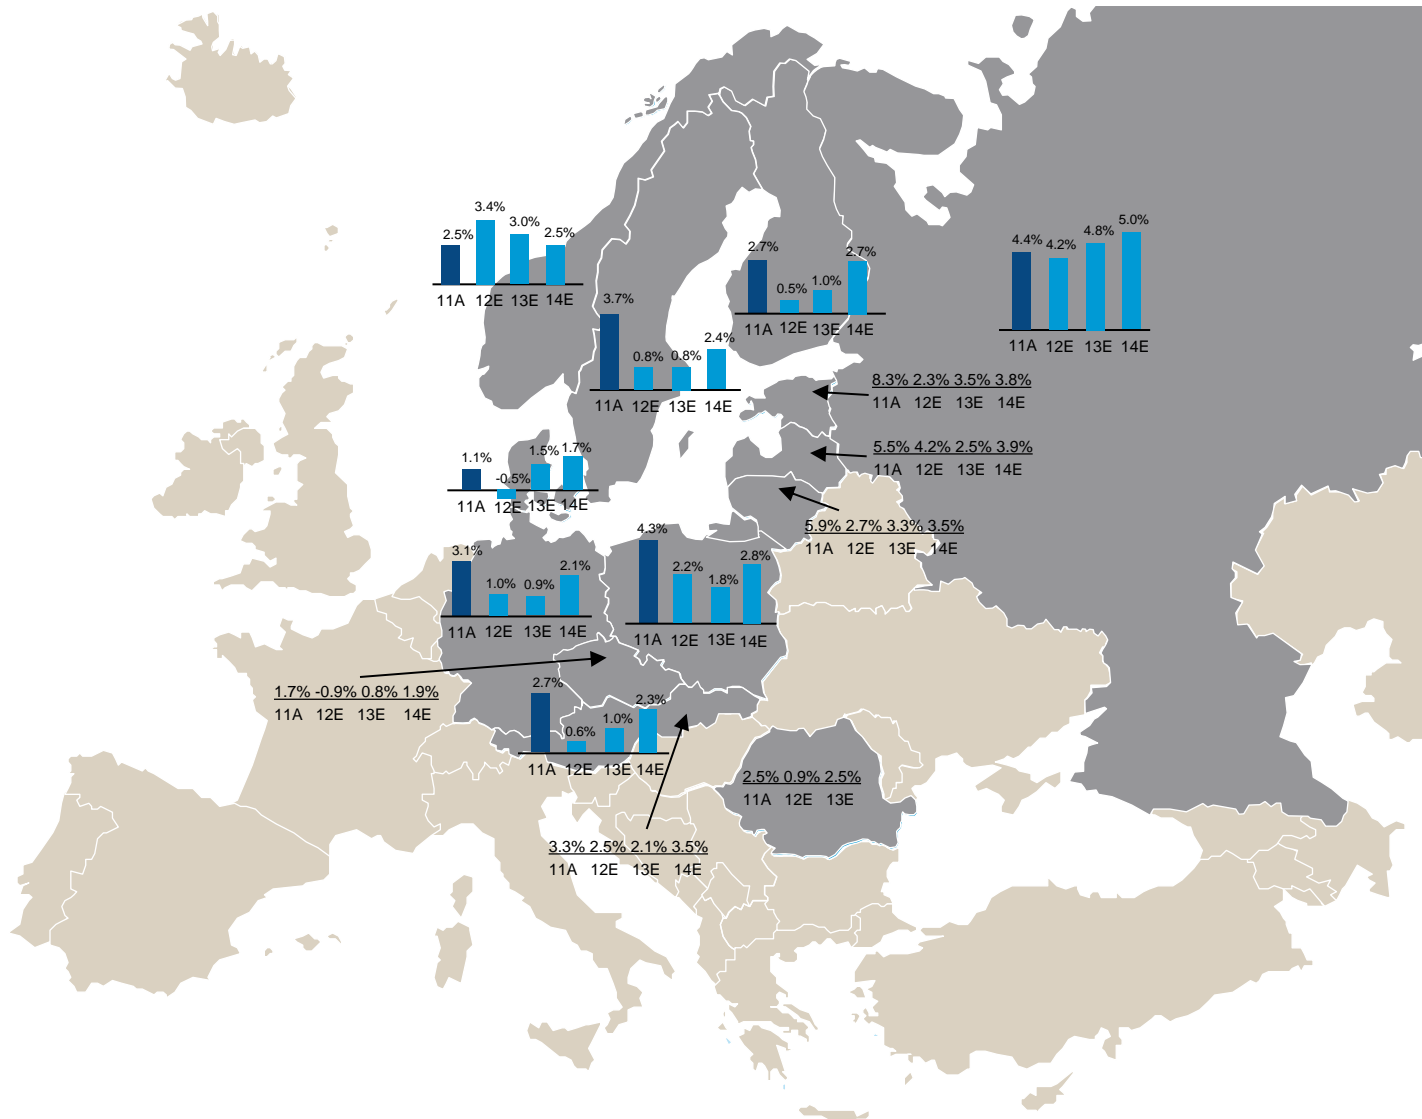 3.4%
2.5%
3.0%
2.5%
11A 12E 13E 14E
2.7%
0.5%
1.0%
2.7%
11A 12E 13E 14E
4.4%
4.2%
4.8%
5.0%
11A 12E 13E 14E
3.7%
0.8%
0.8%
2.4%
11A 12E 13E 14E
8.3% 2.3% 3.5% 3.8%
11A 12E 13E 14E
5.5% 4.2% 2.5% 3.9%
11A 12E 13E 14E
1.1%
-0.5%
1.5%
1.7%
11A 12E 13E 14E
5.9% 2.7% 3.3% 3.5%
11A 12E 13E 14E
3.1%
1.0%
0.9%
2.1%
11A 12E 13E 14E
4.3%
2.2%
1.8%
2.8%
11A 12E 13E 14E
1.7% -0.9% 0.8% 1.9%
11A 12E 13E 14E
2.7%
0.6%
1.0%
2.3%
11A 12E 13E 14E
2.5% 0.9% 2.5%
11A 12E 13E
3.3% 2.5% 2.1% 3.5%
11A 12E 13E 14E